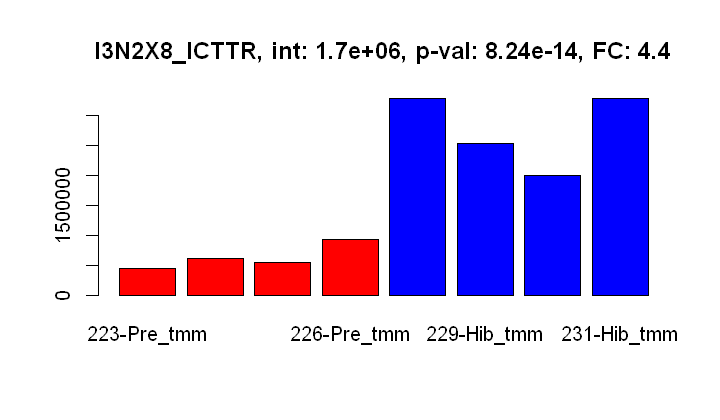 I3N2X8_ICTTR, int: 1.7e+06, p-val: 8.24e-14, FC: 4.4
1500000
0
223-Pre_tmm 226-Pre_tmm 229-Hib_tmm 231-Hib_tmm